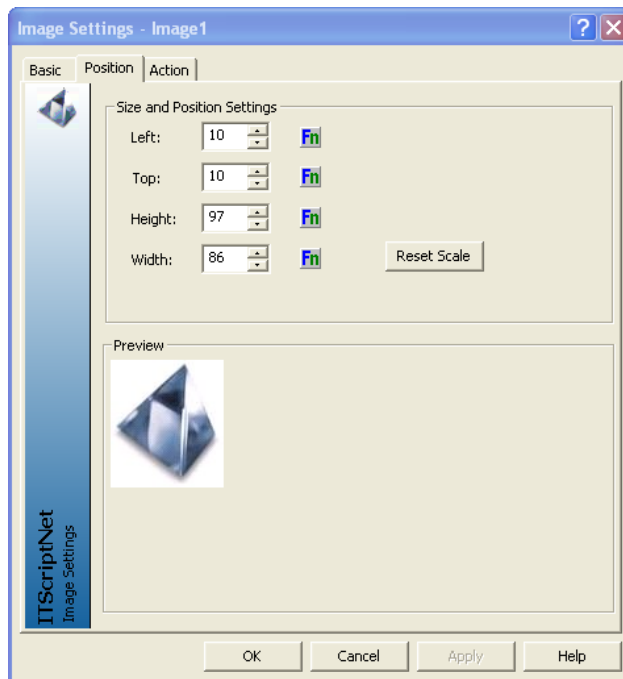 Image Settings - Image1
?
Basic Position Action
Size and Position Settings
Left: 10 Fn
Top: 10 Fn
Height: 97 Fn
Width: 86 Fn Reset Scale
Preview
ITScriptNet
Image Settings
OK Cancel Apply Help